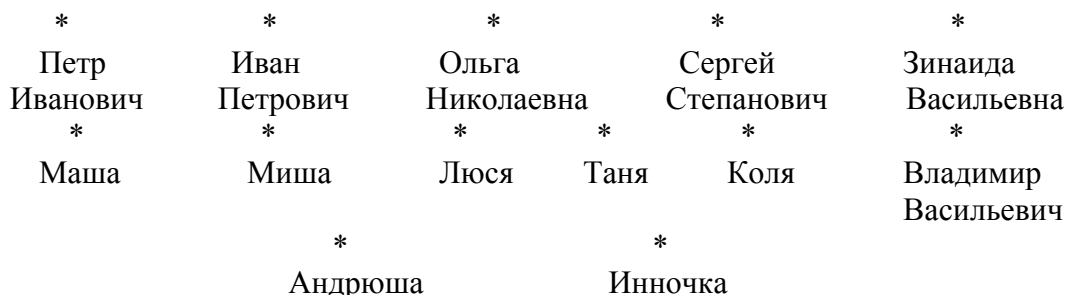 * * * * *
Петр Иван Ольга Сергей Зинаида
Иванович Петрович Николаевна Степанович Васильевна
* * * * * *
Маша Миша Люся Таня Коля Владимир
Васильевич
* *
Андрюша Инночка